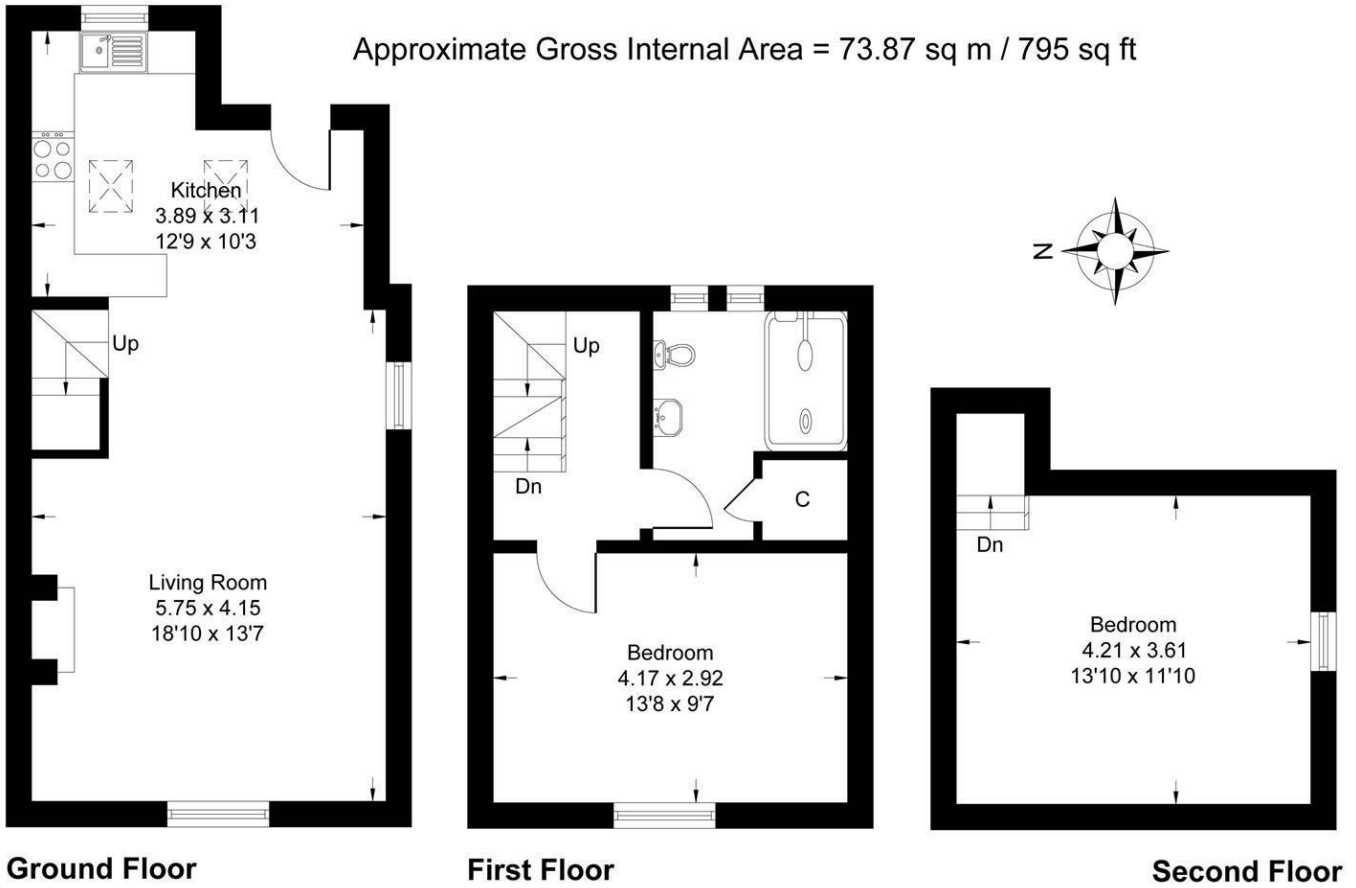 Approximate Gross Internal Area = 73.87 sq m / 795 sq ft
Kitchen
3.89 x 3.11
12'9 x 10'3
Up
Living Room
5.75 x 4.15
18'10 x 13'7
Ground Floor
Up
Dn
C
Bedroom
4.17 x 2.92
13'8 x 9'7
First Floor
N
Dn
Bedroom
4.21 x 3.61
13'10 x 11'10
Second Floor